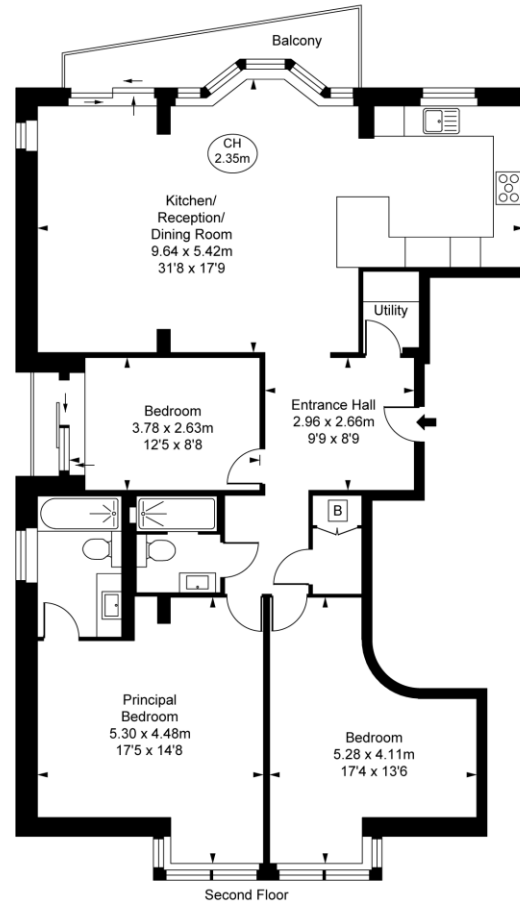 Balcony
CH
2.35m
Kitchen/
Reception/
Dining Room
9.64 x 5.42m
31'8 x 17'9
Utility
Bedroom
3.78 x 2.63m
12'5 x 8'8
Entrance Hall
2.96 x 2.66m
9'9 x 8'9
B
Principal
Bedroom
5.30 x 4.48m
17'5 x 14'8
Bedroom
5.28 x 4.11m
17'4 x 13'6
Second Floor